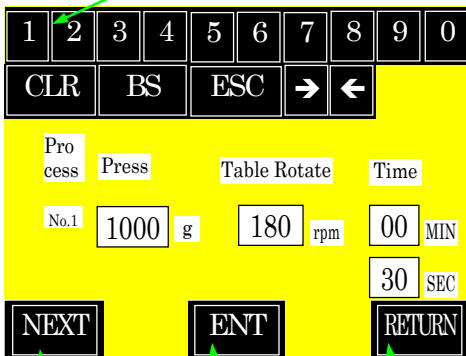 1 2 3 4 5 6 7 8 9 0
CLR BS ESC → ←
Pro
cess Press Table Rotate Time
No.1 1000 g 180 rpm 00 MIN
30 SEC
NEXT ENT RETURN